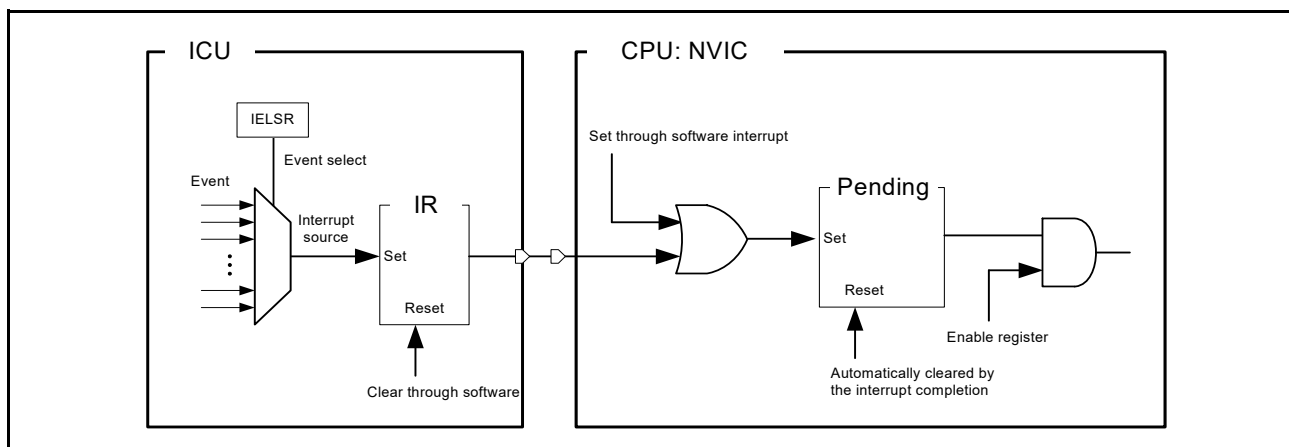 ICU
CPU: NVIC
IELSR
Event select
Event
Interrupt
source
IR
Set
Reset
Clear through software
Set through software interrupt
Pending
Set
Reset
Enable register
Automatically cleared by
the interrupt completion